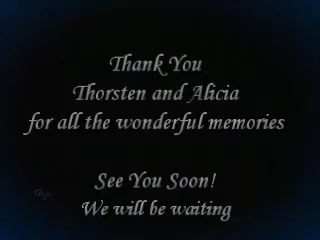 Thank You
Thorsten and Alicia
for all the wonderful memories
See You Soon!
We will be waiting